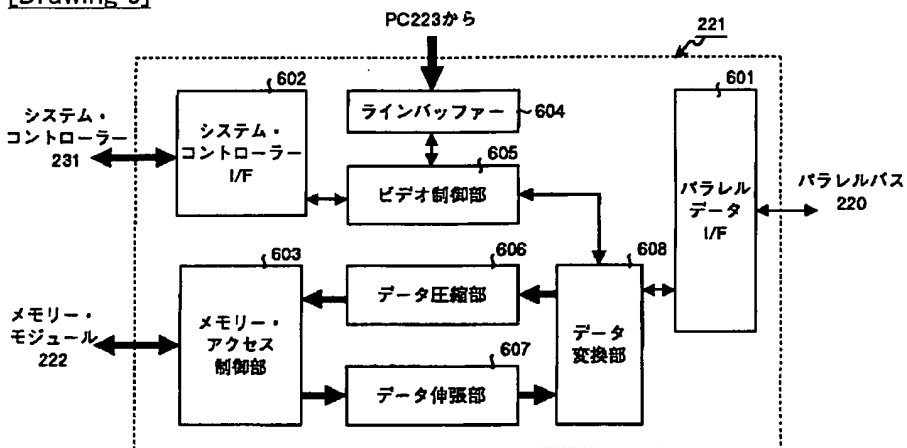 PC223から
221
602
601
システム・
コントローラー
231
システム・
コントローラー
I/F
ラインバッファー
604
605
ビデオ制御部
パラレル
データ
I/F
パラレルバス
220
603
606
608
メモリー・
モジュール
222
メモリー・
アクセス
制御部
データ圧縮部
データ
変換部
607
データ伸張部